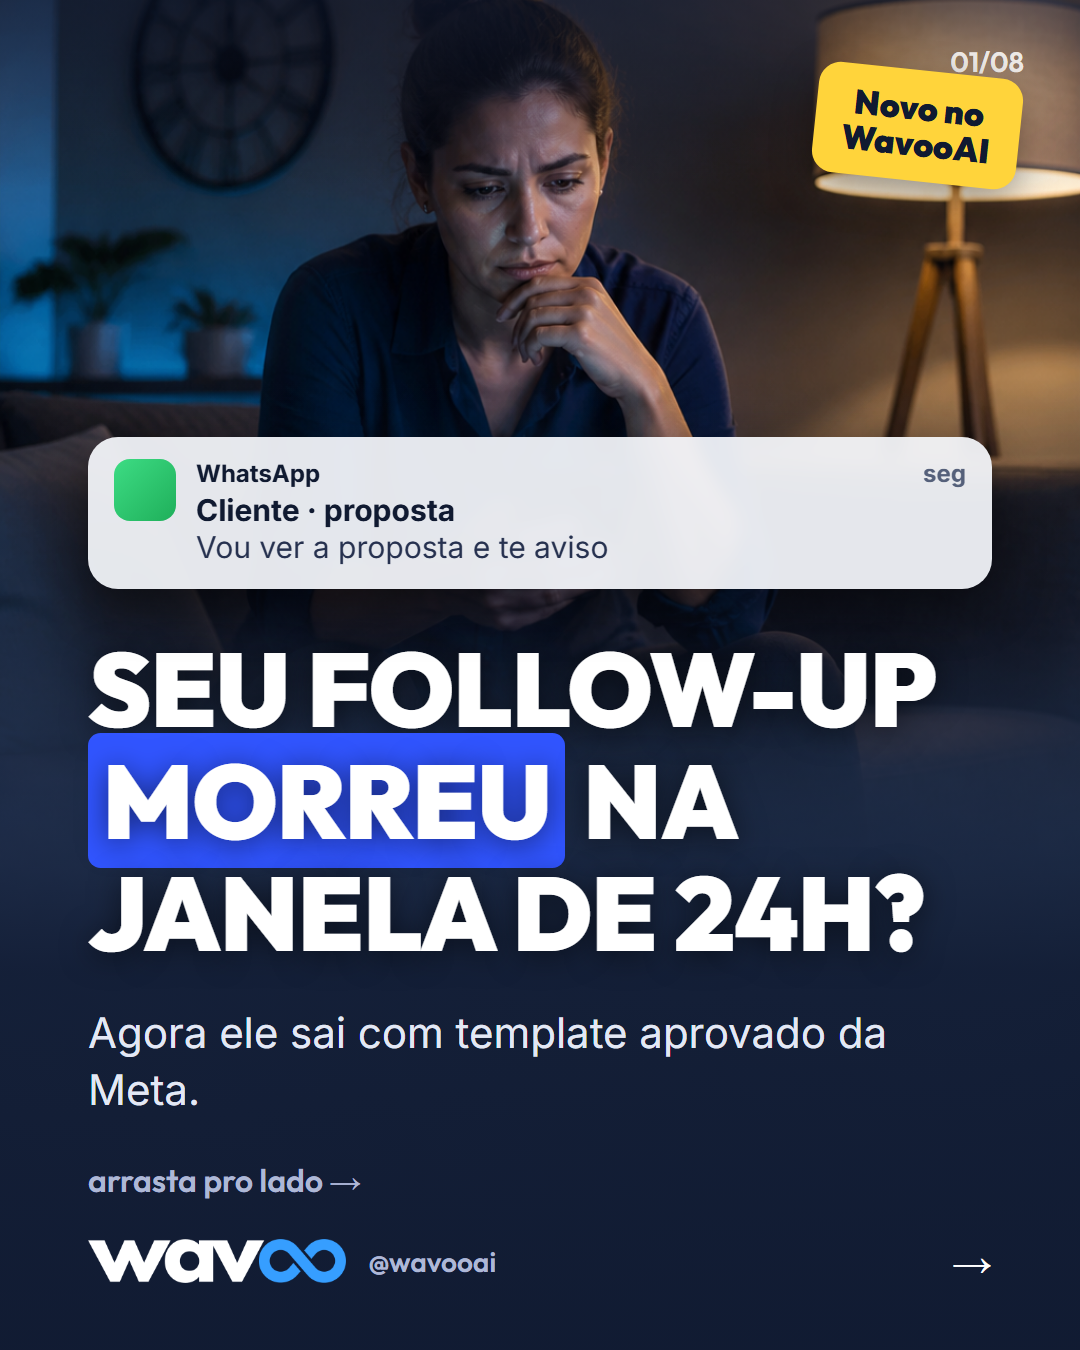 01/08
Novo no
WavooAI
WhatsApp
seg
Cliente · proposta
Vou ver a proposta e te aviso
SEU FOLLOW-UP
MORREU NA
JANELA DE 24H?
Agora ele sai com template aprovado da
Meta.
arrasta pro lado →
wavoo @wavooai →